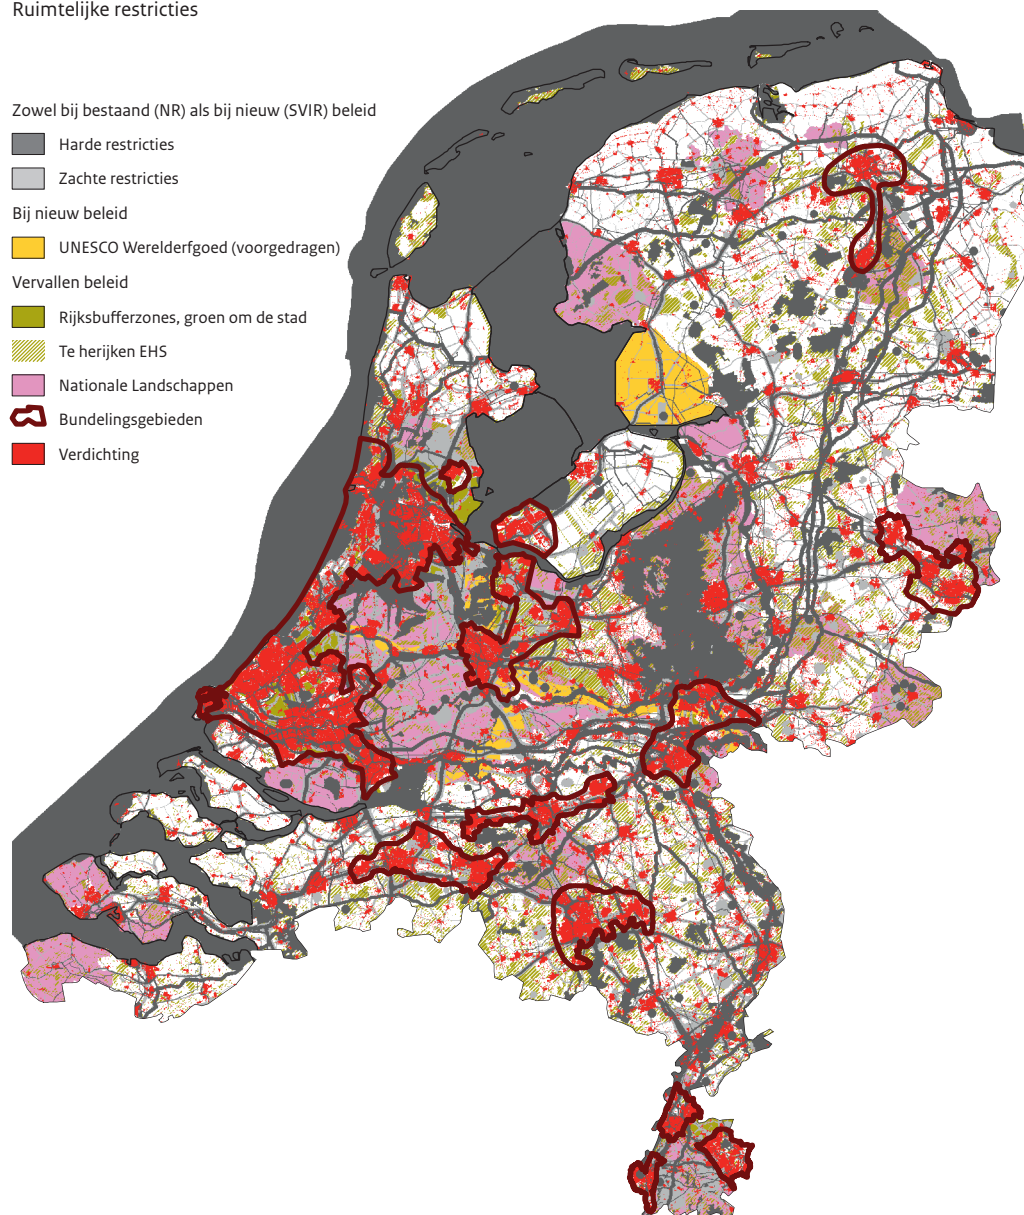 Ruimtelijke restricties
Zowel bij bestaand (NR) als bij nieuw (SVIR) beleid
Harde restricties
Zachte restricties
Bij nieuw beleid
UNESCO Werelderfgoed (voorgedragen)
Vervallen beleid
Rijksbufferzones, groen om de stad
Te herijken EHS
Nationale Landschappen
Bundelingsgebieden
Verdichting